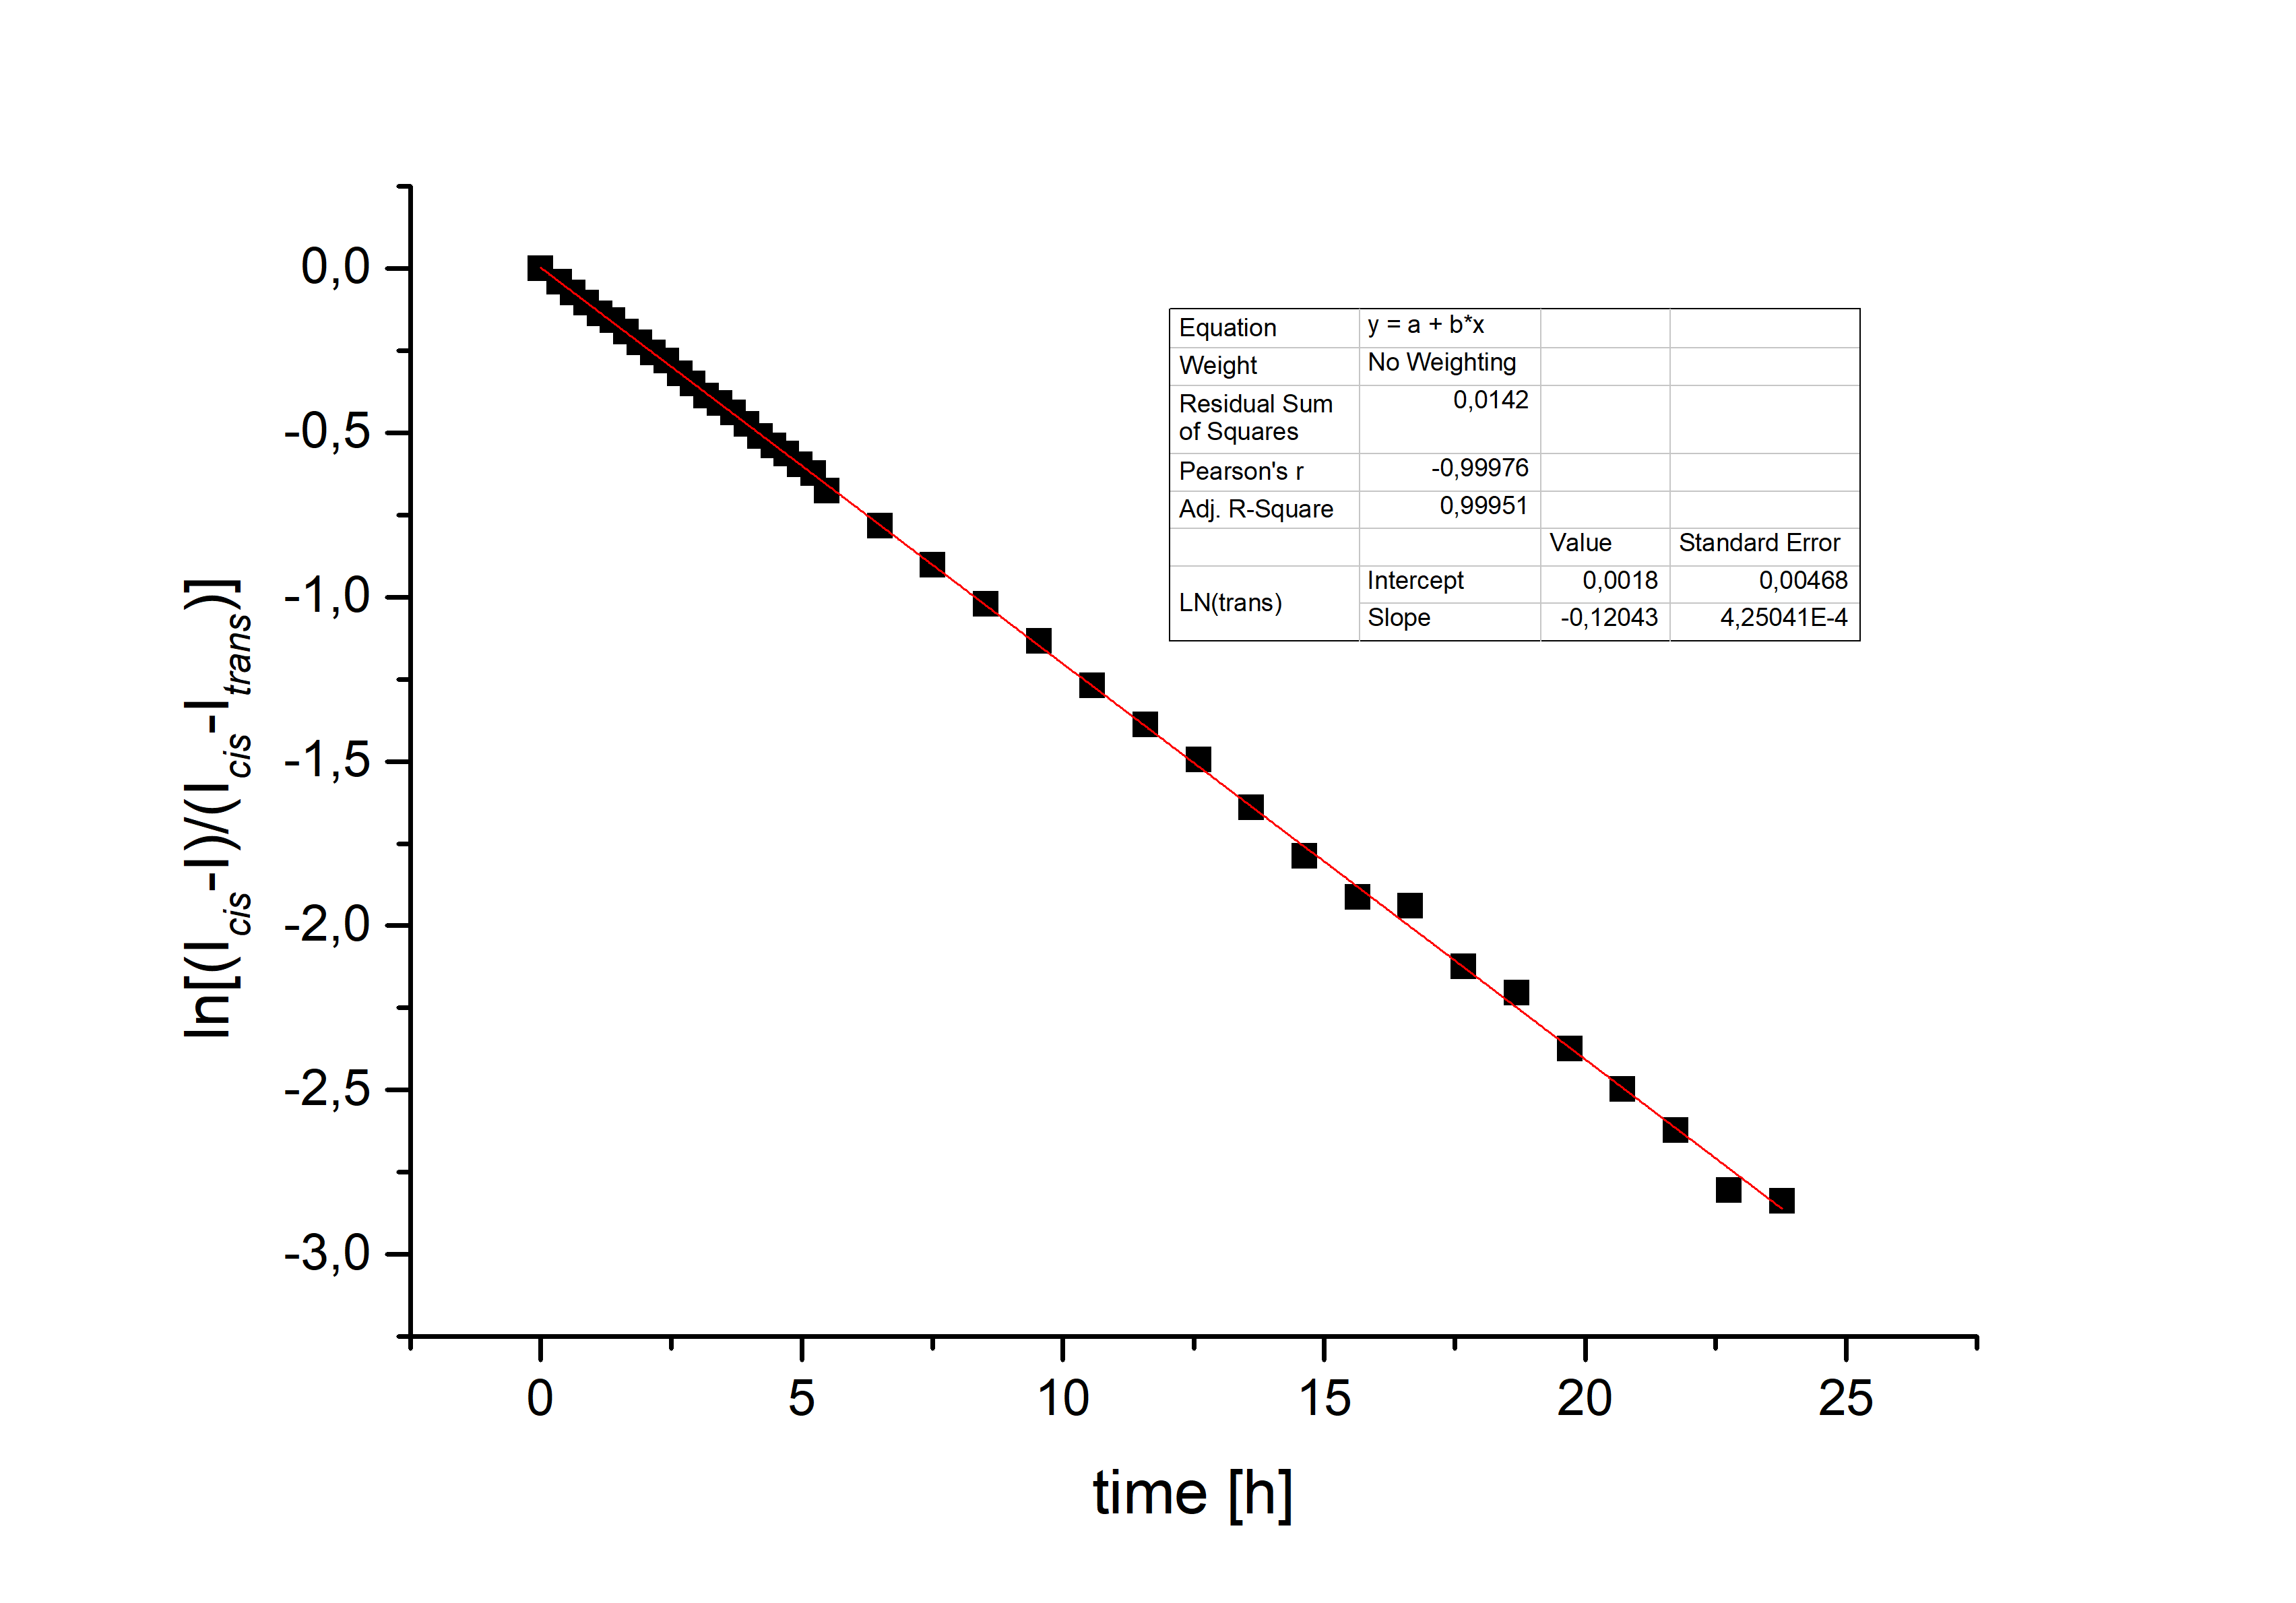 0,0
-0,5
-1,0
-1,5
-2,0
-2,5
-3,0
ln[(Icis-I)/(Icis-Itrans)]
Equation y = a + b*x
Weight No Weighting
Residual Sum of Squares 0,0142
Pearson's r -0,99976
Adj. R-Square 0,99951
Value Standard Error
LN(trans) Intercept 0,0018 0,00468
Slope -0,12043 4,25041E-4
0 5 10 15 20 25
time [h]